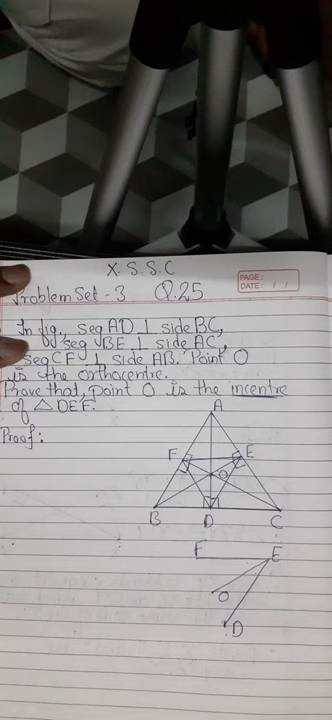 X. S. S. C
PAGE:
DATE: / /
Problem Set - 3 Q. 25
In fig., seg AD ⊥ side BC,
seg BE ⊥ side AC,
seg CF ⊥ side AB. Point O
is the orthocentre.
Prove that, point O is the incentre
of △ DEF.
Proof:
A
F E
O
B D C
F E
O
D